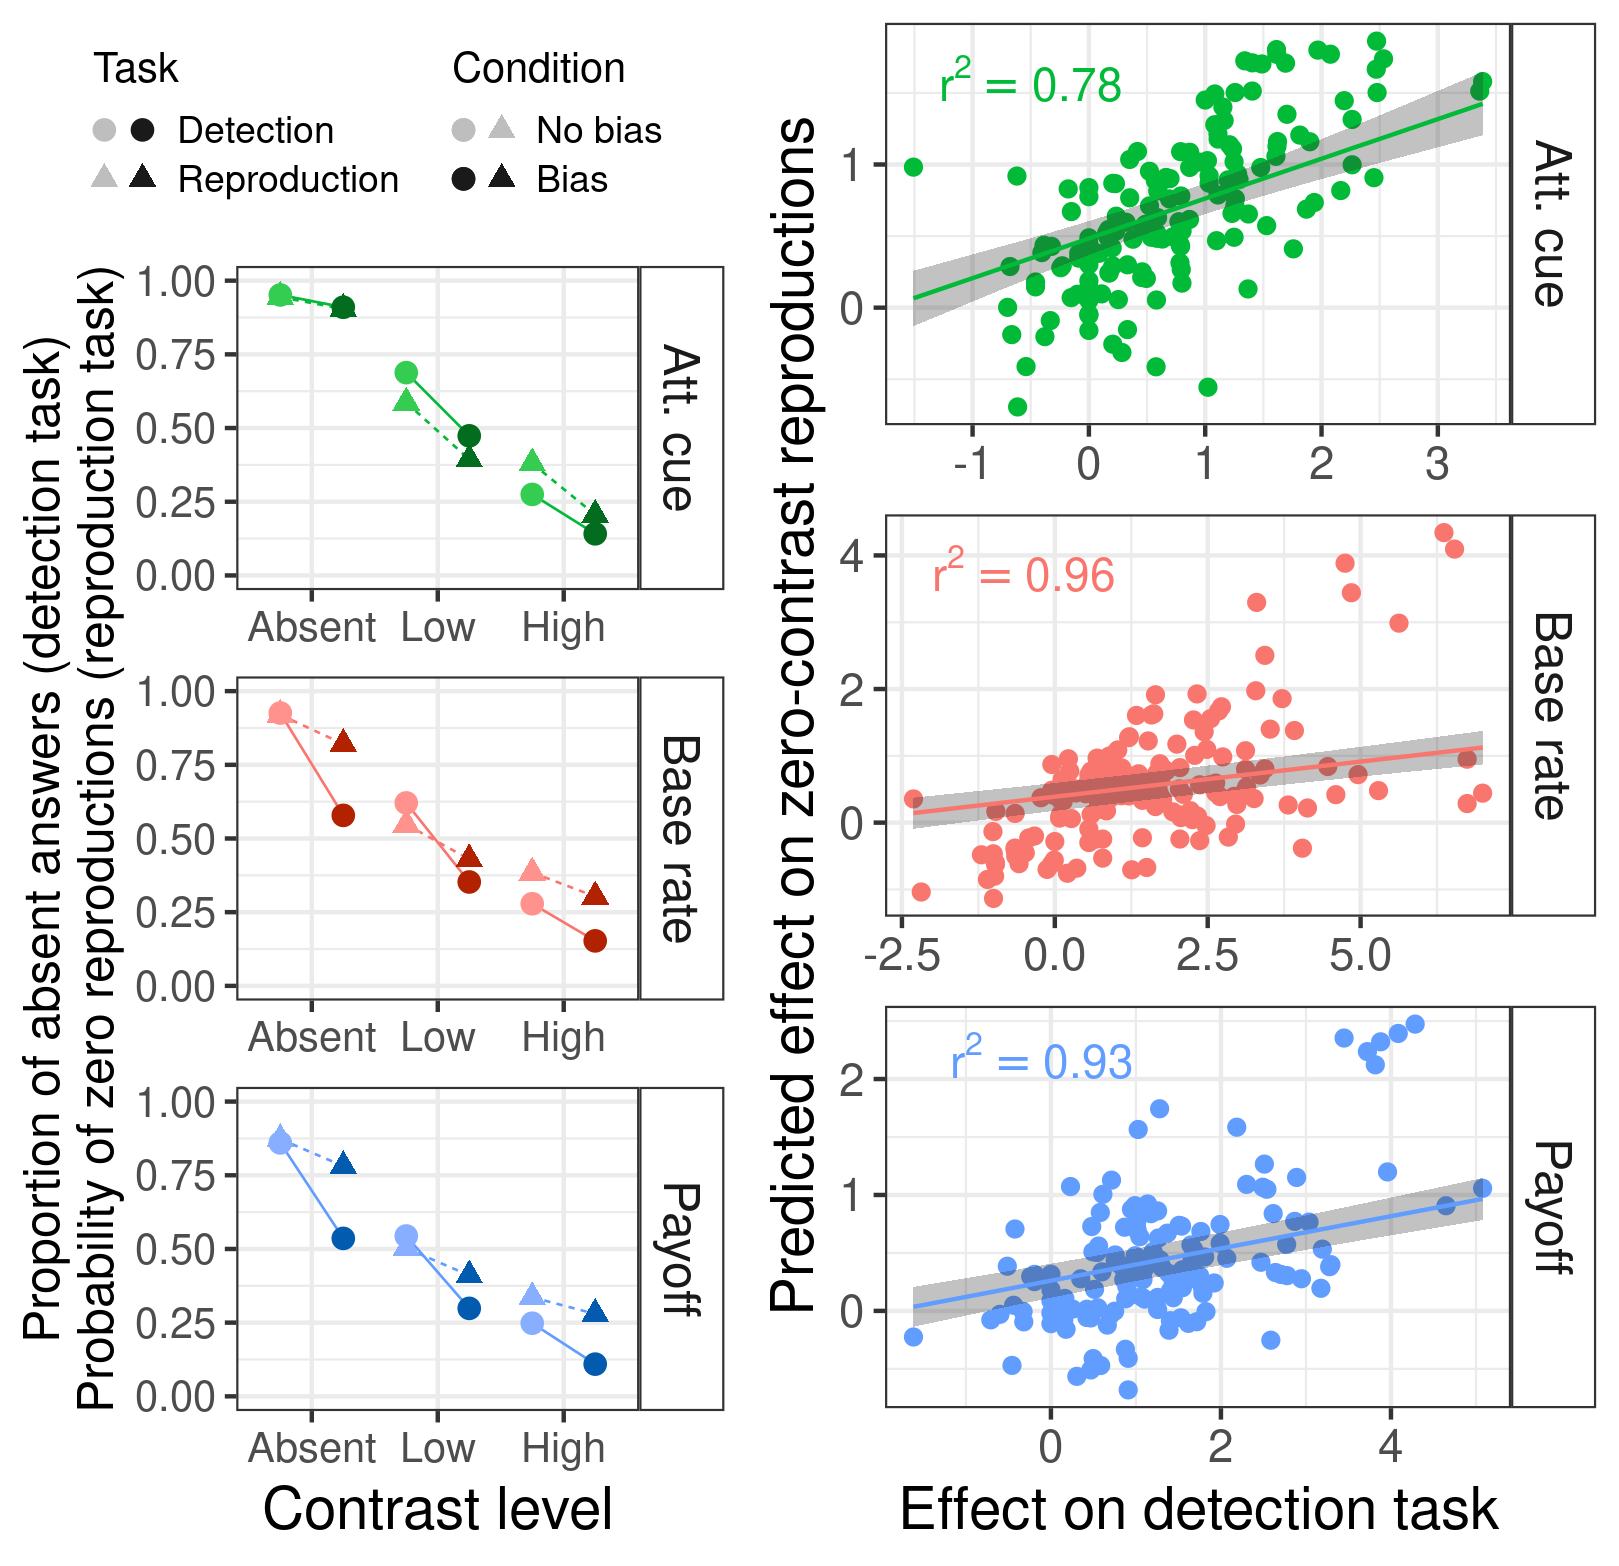 Task
Detection
Reproduction
Condition
No bias
Bias
Proportion of absent answers (detection task)
Probability of zero reproductions (reproduction task)
1.00
0.75
0.50
0.25
0.00
Absent Low High
Att. cue
1.00
0.75
0.50
0.25
0.00
Absent Low High
Base rate
1.00
0.75
0.50
0.25
0.00
Absent Low High
Payoff
Contrast level
Predicted effect on zero-contrast reproductions
r² = 0.78
1
0
-1 0 1 2 3
Att. cue
r² = 0.96
4
2
0
-2.5 0.0 2.5 5.0
Base rate
r² = 0.93
2
1
0
0 2 4
Payoff
Effect on detection task